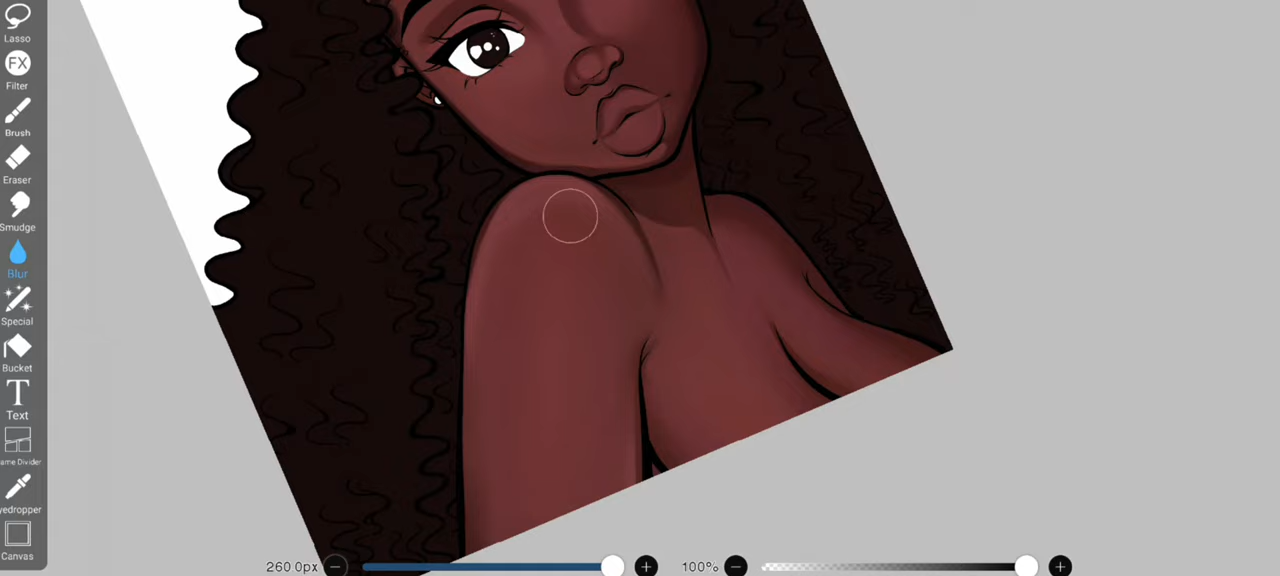 Lasso
FX
Filter
Brush
Eraser
Smudge
Blur
Special
Bucket
T
Text
ame Divider
yedropper
Canvas
260 0px
100%